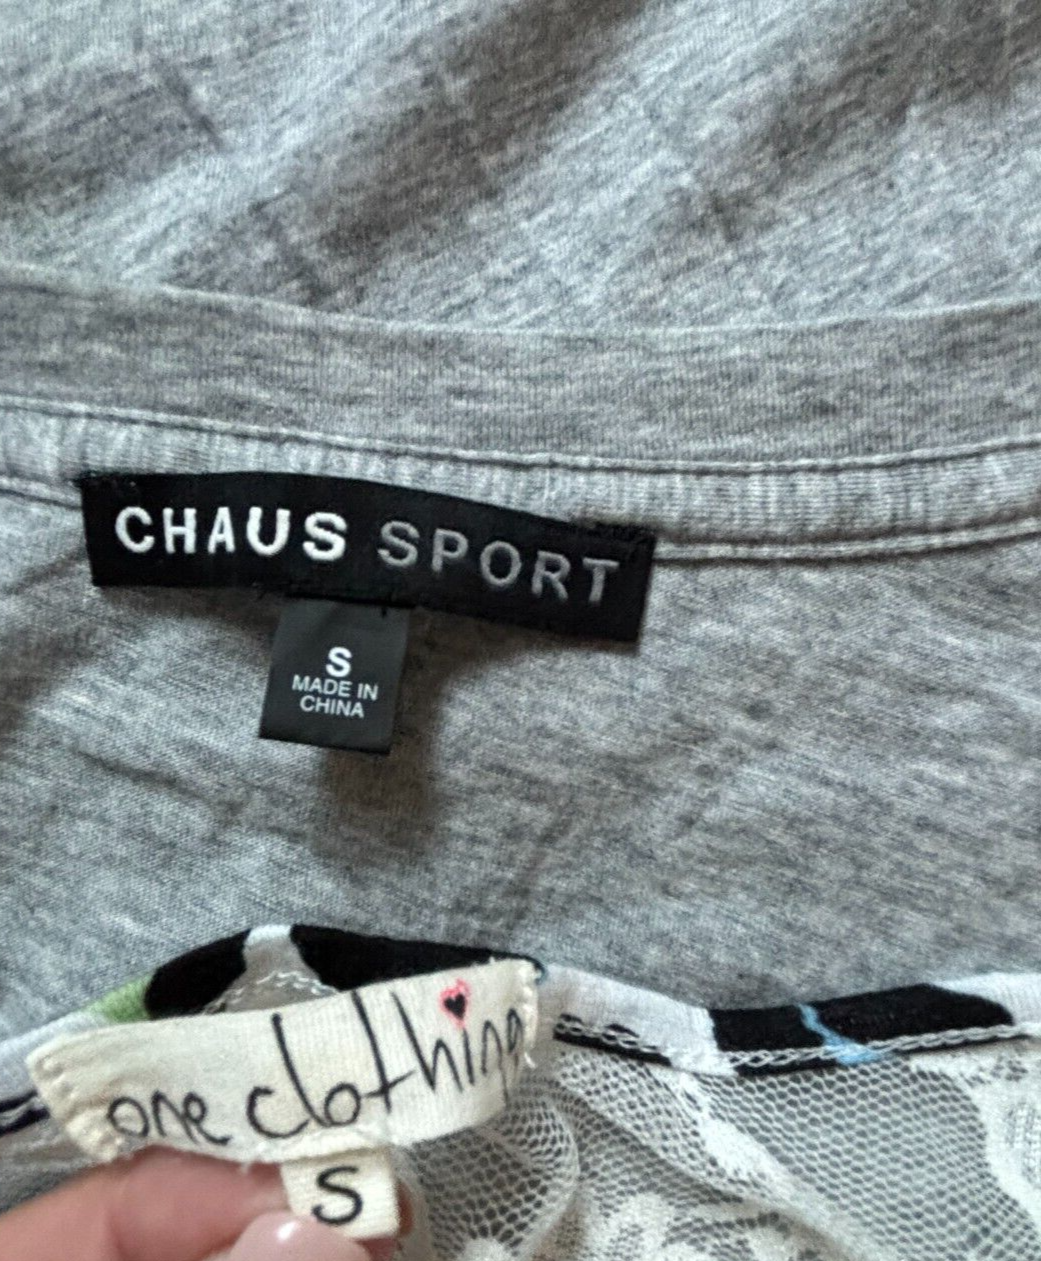 CHAUS SPORT
S
MADE IN
CHINA
one clothing
S